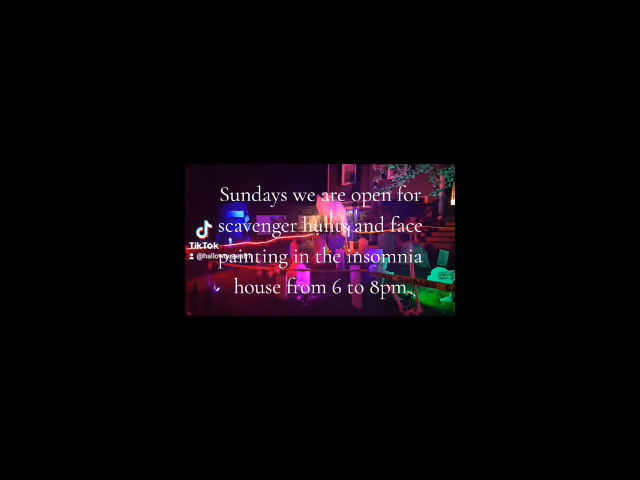 Sundays we are open for
scavenger hunts and face
painting in the insomnia
house from 6 to 8pm
TikTok